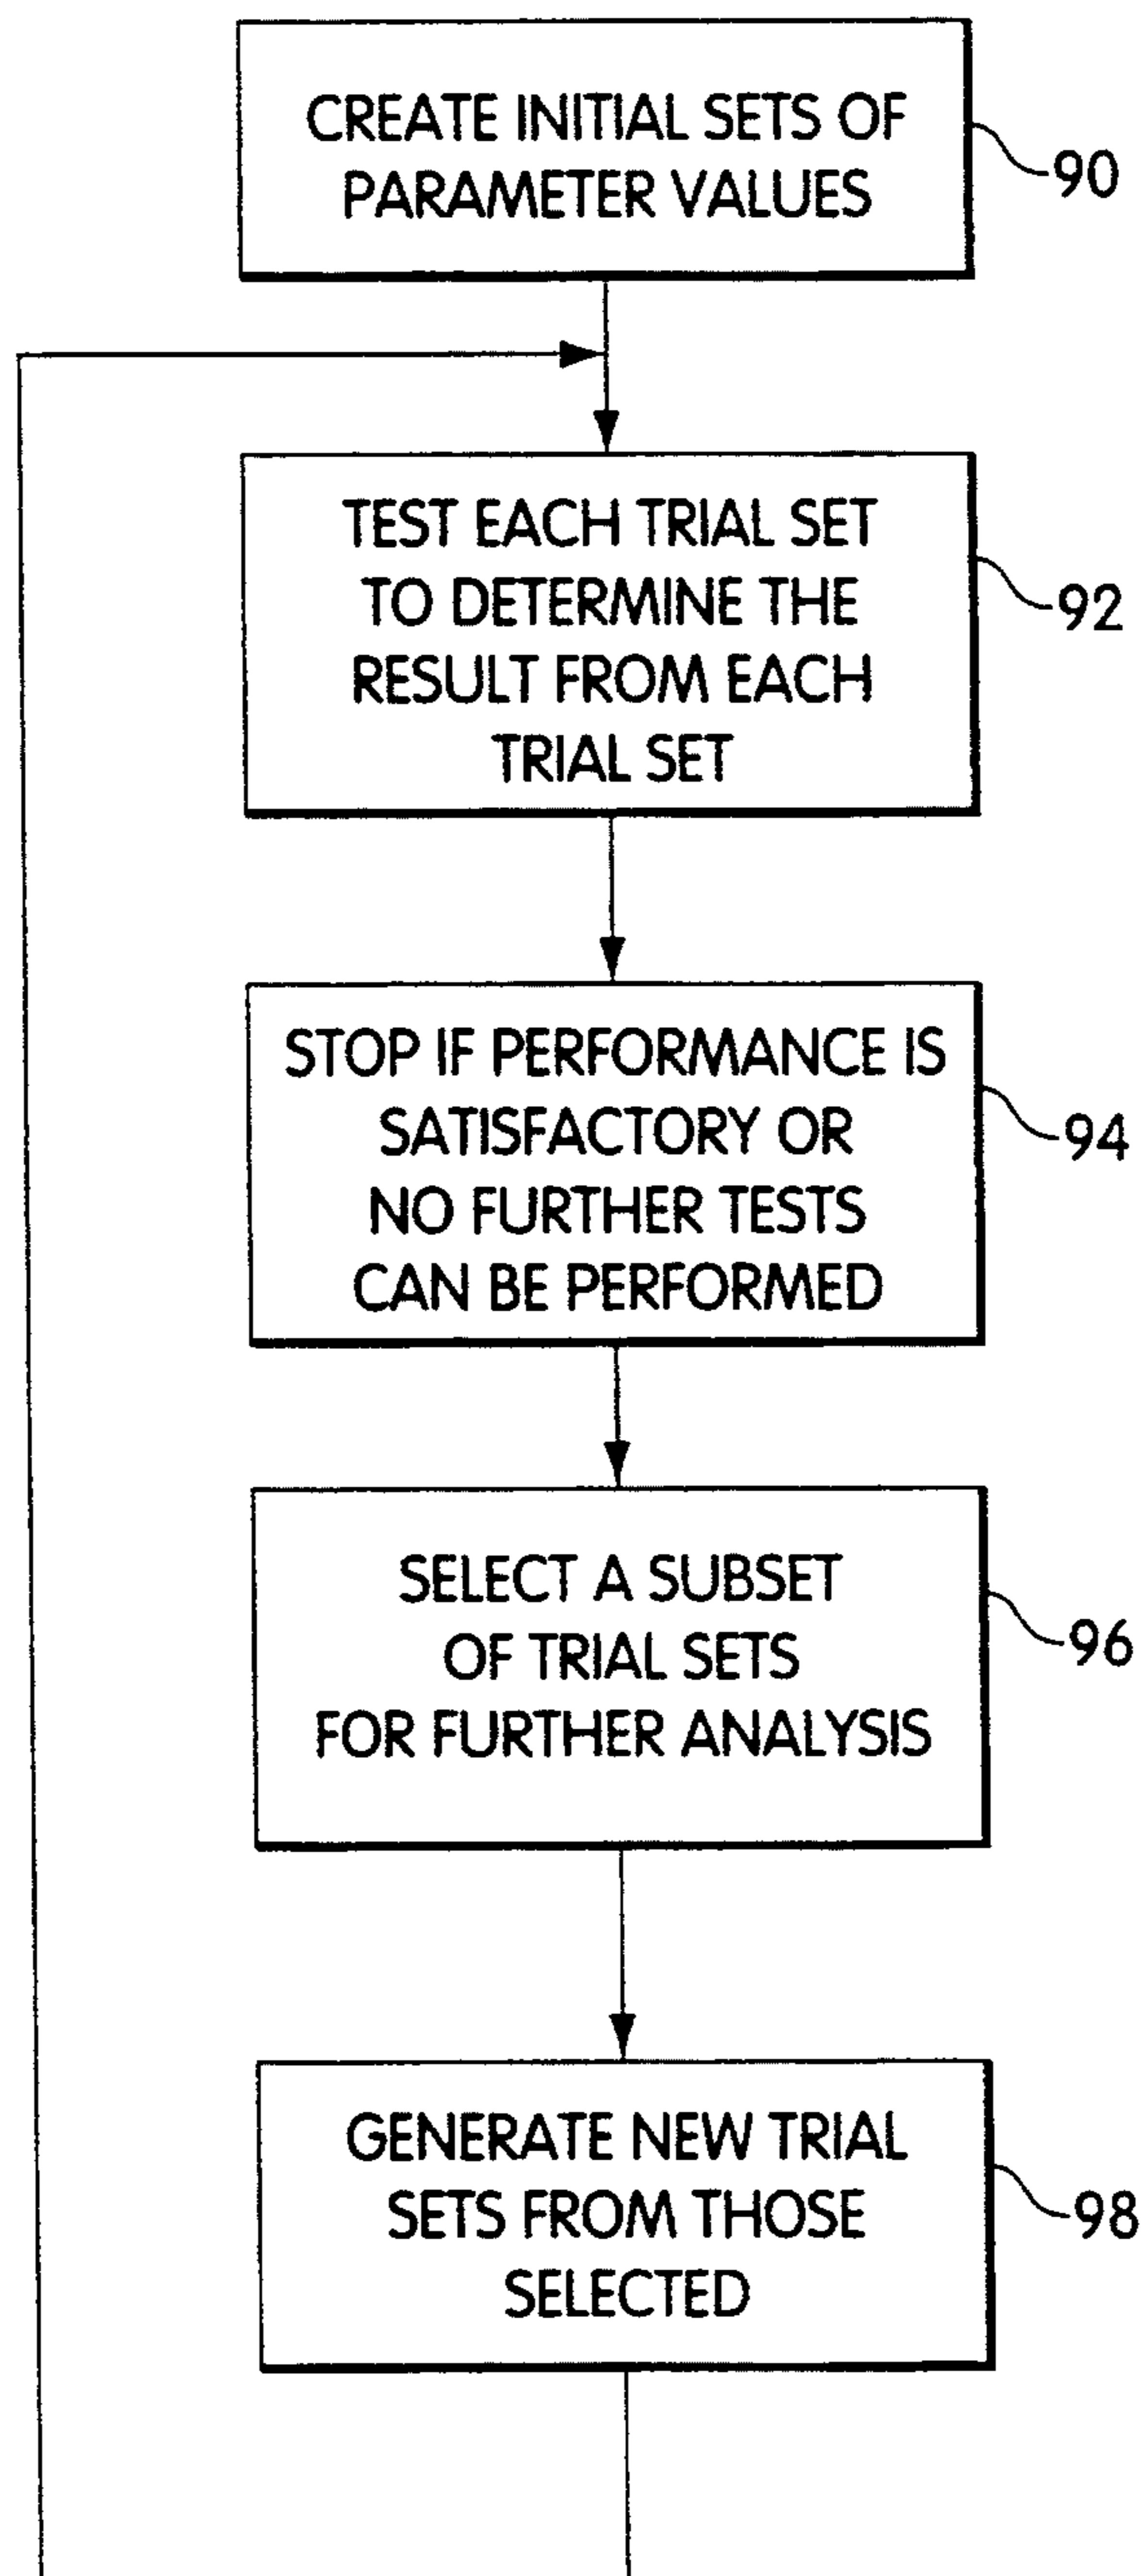 CREATE INITIAL SETS OF
PARAMETER VALUES
90
TEST EACH TRIAL SET
TO DETERMINE THE
RESULT FROM EACH
TRIAL SET
92
STOP IF PERFORMANCE IS
SATISFACTORY OR
NO FURTHER TESTS
CAN BE PERFORMED
94
SELECT A SUBSET
OF TRIAL SETS
FOR FURTHER ANALYSIS
96
GENERATE NEW TRIAL
SETS FROM THOSE
SELECTED
98